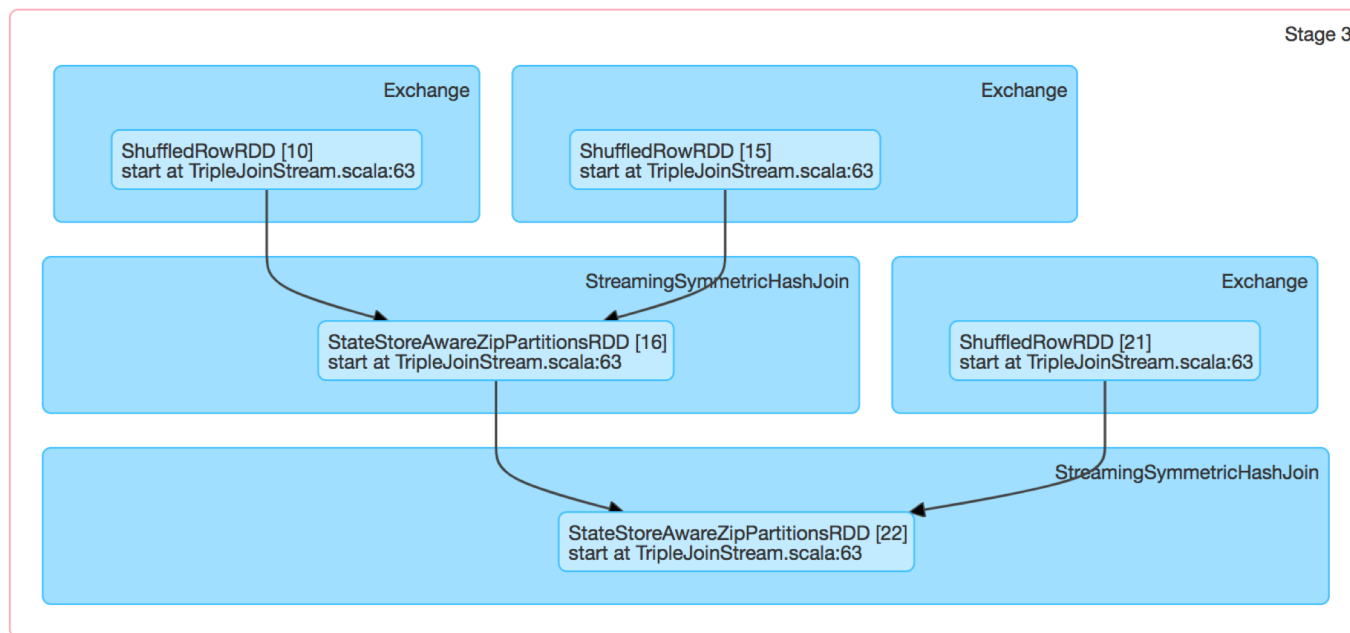 Stage 3
Exchange
ShuffledRowRDD [10]
start at TripleJoinStream.scala:63
Exchange
ShuffledRowRDD [15]
start at TripleJoinStream.scala:63
StreamingSymmetricHashJoin
StateStoreAwareZipPartitionsRDD [16]
start at TripleJoinStream.scala:63
Exchange
ShuffledRowRDD [21]
start at TripleJoinStream.scala:63
StreamingSymmetricHashJoin
StateStoreAwareZipPartitionsRDD [22]
start at TripleJoinStream.scala:63